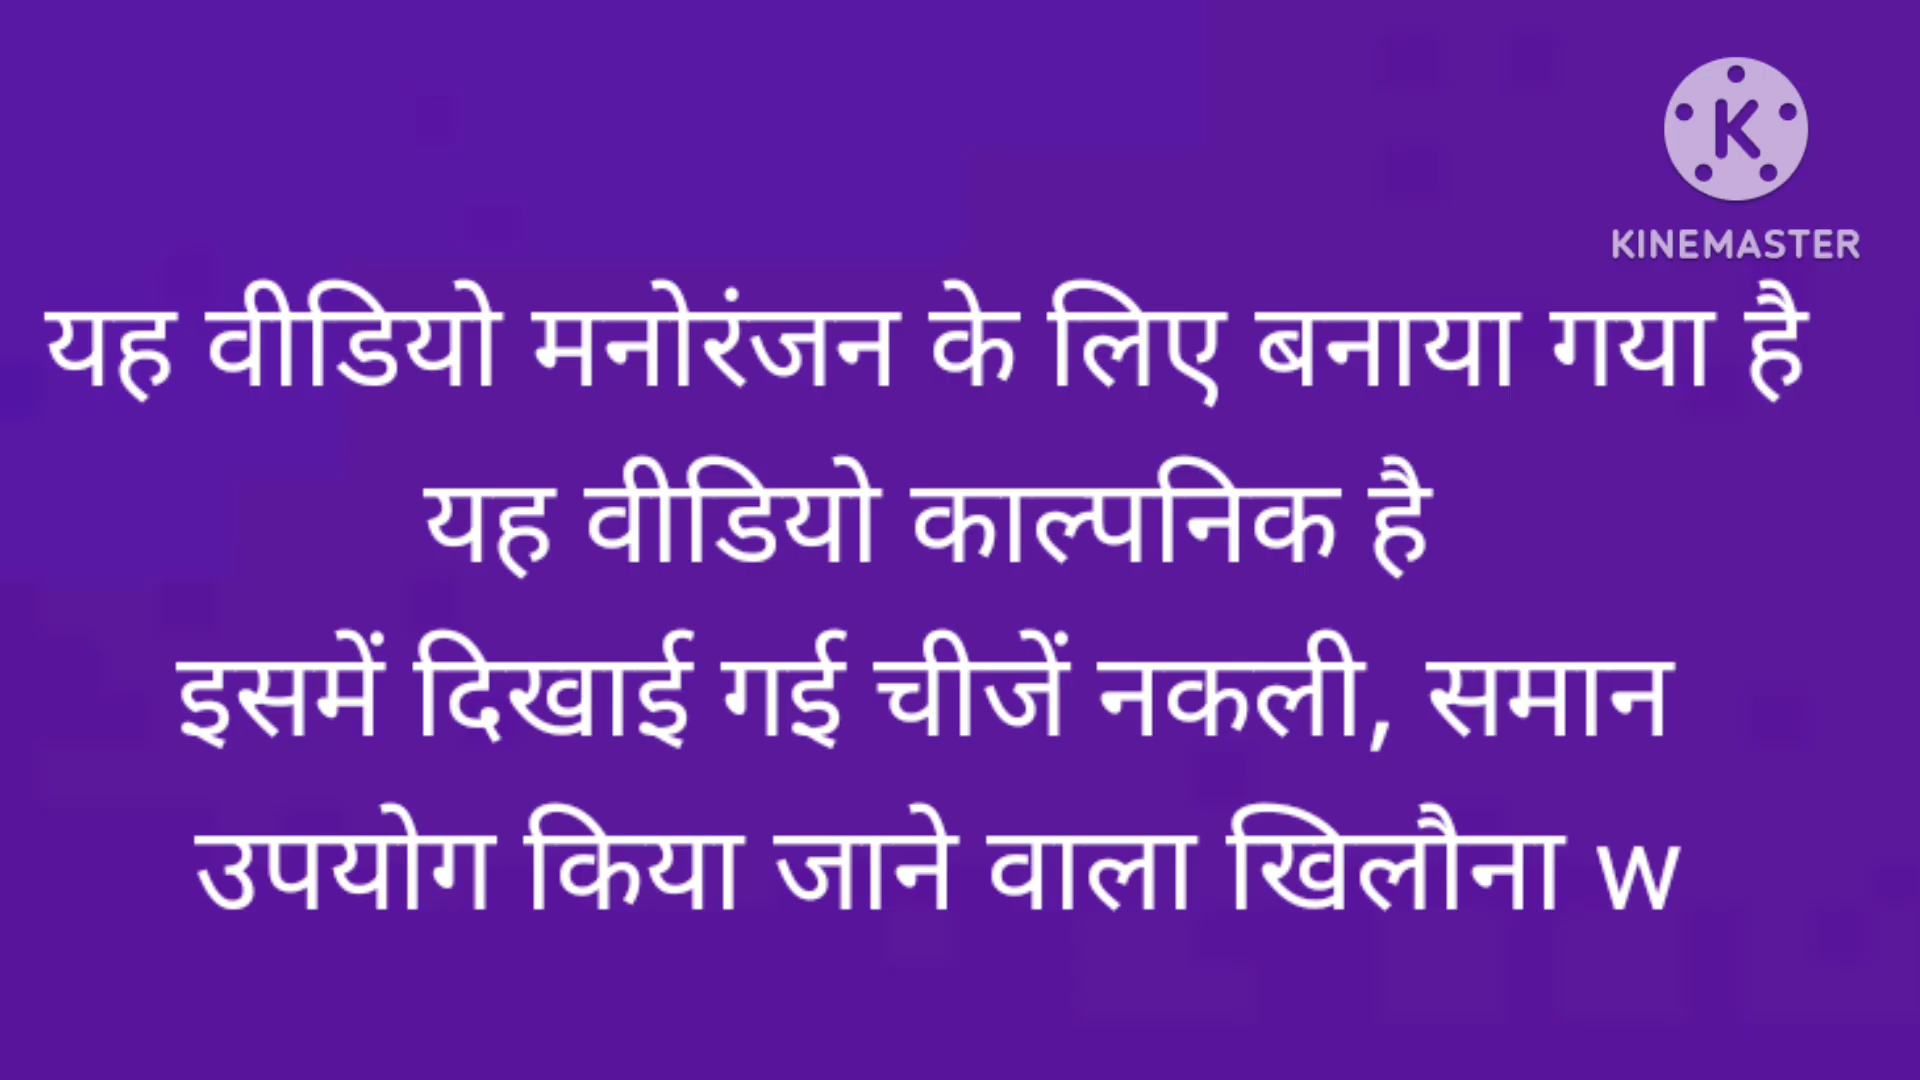 KINEMASTER
यह वीडियो मनोरंजन के लिए बनाया गया है
यह वीडियो काल्पनिक है
इसमें दिखाई गई चीजें नकली, समान
उपयोग किया जाने वाला खिलौना w